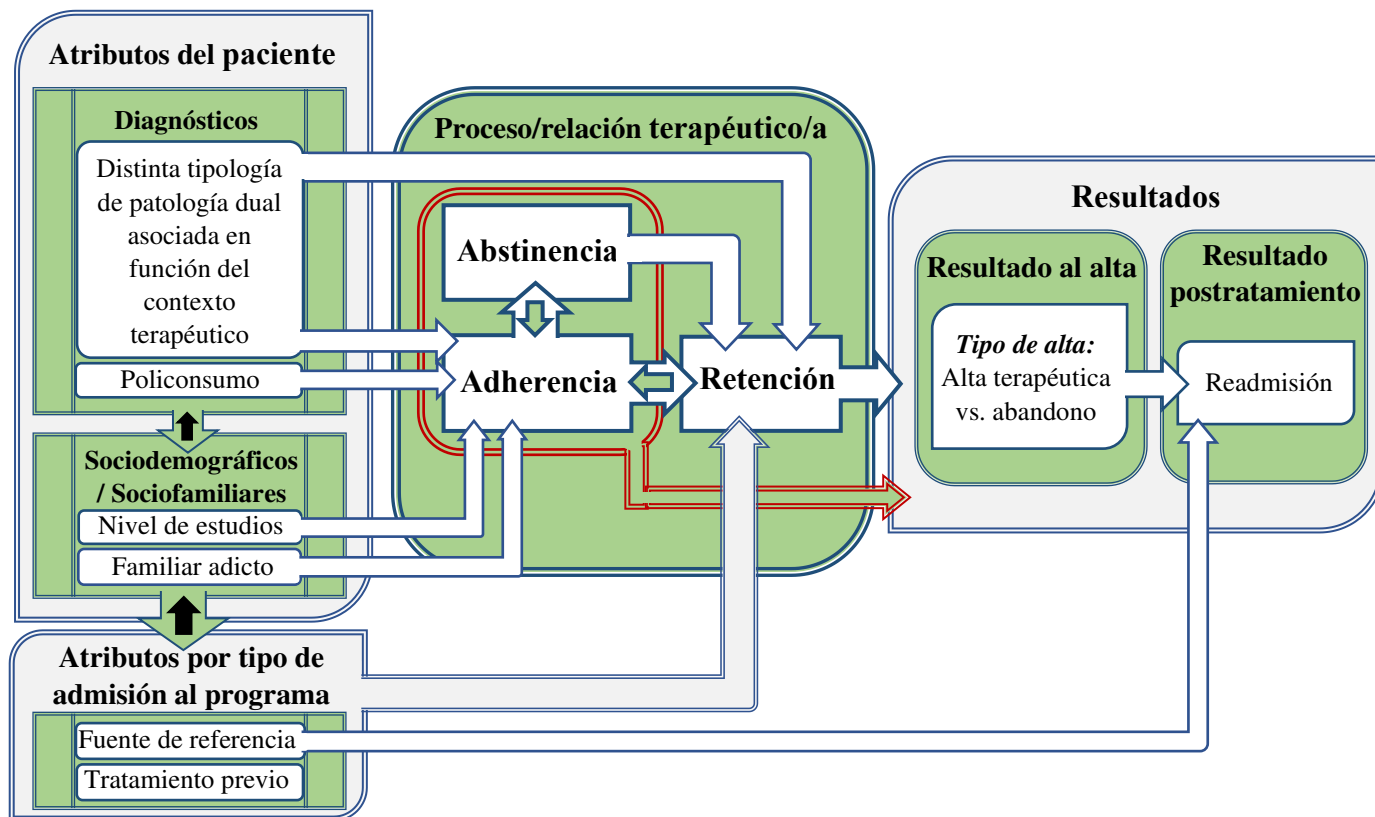 Atributos del paciente
Diagnósticos
Distinta tipología
de patología dual
asociada en
función del
contexto
terapéutico
Policonsumo
Sociodemográficos
/ Sociofamiliares
Nivel de estudios
Familiar adicto
Atributos por tipo de
admisión al programa
Fuente de referencia
Tratamiento previo
Proceso/relación terapéutico/a
Abstinencia
Adherencia
Retención
Resultados
Resultado al alta
Tipo de alta:
Alta terapéutica
vs. abandono
Resultado
postratamiento
Readmisión